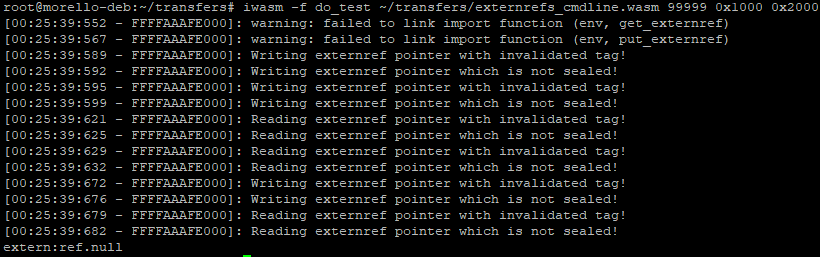 root@morello-deb:~/transfers# iwasm -f do_test ~/transfers/externrefs_cmdline.wasm 99999 0x1000 0x2000
[00:25:39:552 - FFFFAAAFE000]: warning: failed to link import function (env, get_externref)
[00:25:39:567 - FFFFAAAFE000]: warning: failed to link import function (env, put_externref)
[00:25:39:589 - FFFFAAAFE000]: Writing externref pointer with invalidated tag!
[00:25:39:592 - FFFFAAAFE000]: Writing externref pointer which is not sealed!
[00:25:39:595 - FFFFAAAFE000]: Writing externref pointer with invalidated tag!
[00:25:39:599 - FFFFAAAFE000]: Writing externref pointer which is not sealed!
[00:25:39:621 - FFFFAAAFE000]: Reading externref pointer with invalidated tag!
[00:25:39:625 - FFFFAAAFE000]: Reading externref pointer which is not sealed!
[00:25:39:629 - FFFFAAAFE000]: Reading externref pointer with invalidated tag!
[00:25:39:632 - FFFFAAAFE000]: Reading externref pointer which is not sealed!
[00:25:39:672 - FFFFAAAFE000]: Writing externref pointer with invalidated tag!
[00:25:39:676 - FFFFAAAFE000]: Writing externref pointer which is not sealed!
[00:25:39:679 - FFFFAAAFE000]: Reading externref pointer with invalidated tag!
[00:25:39:682 - FFFFAAAFE000]: Reading externref pointer which is not sealed!
extern:ref.null